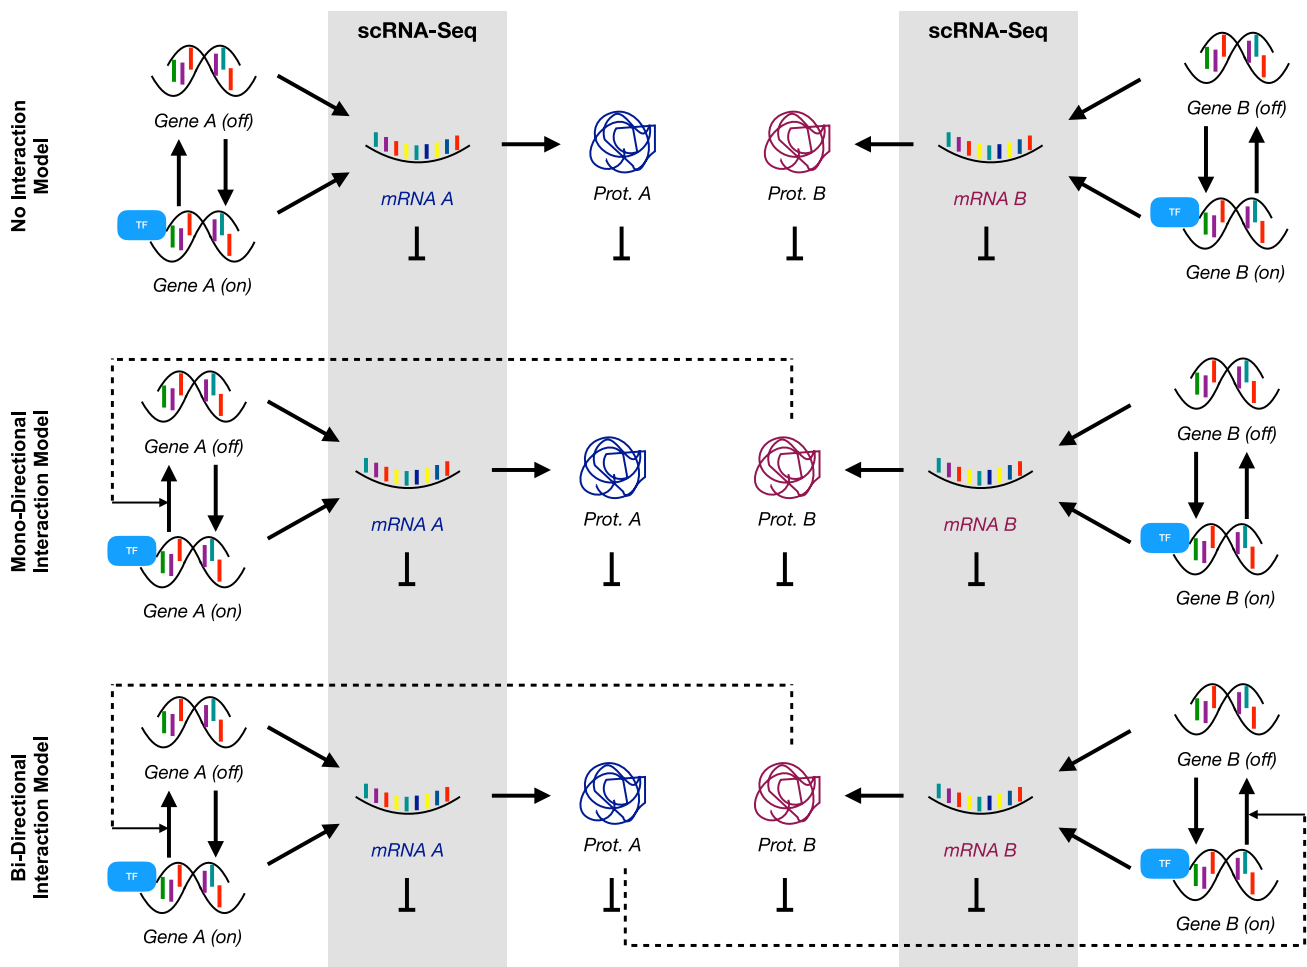 scRNA-Seq
scRNA-Seq
No Interaction
Model
Gene A (off)
TF
Gene A (on)
mRNA A
Prot. A
Prot. B
mRNA B
Gene B (off)
TF
Gene B (on)
Mono-Directional
Interaction Model
Gene A (off)
TF
Gene A (on)
mRNA A
Prot. A
Prot. B
mRNA B
Gene B (off)
TF
Gene B (on)
Bi-Directional
Interaction Model
Gene A (off)
TF
Gene A (on)
mRNA A
Prot. A
Prot. B
mRNA B
Gene B (off)
TF
Gene B (on)